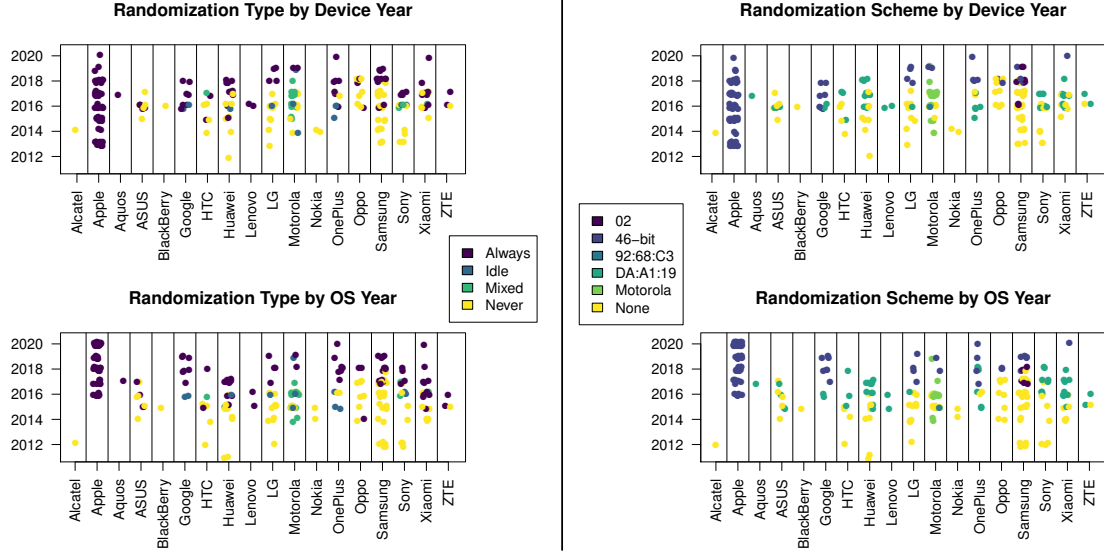 Randomization Type by Device Year
2020
2018
2016
2014
2012
Alcatel
Apple
Aquos
ASUS
BlackBerry
Google
HTC
Huawei
Lenovo
LG
Motorola
Nokia
OnePlus
Oppo
Samsung
Sony
Xiaomi
ZTE
Always
Idle
Mixed
Never
Randomization Type by OS Year
2020
2018
2016
2014
2012
Alcatel
Apple
Aquos
ASUS
BlackBerry
Google
HTC
Huawei
Lenovo
LG
Motorola
Nokia
OnePlus
Oppo
Samsung
Sony
Xiaomi
ZTE
Randomization Scheme by Device Year
2020
2018
2016
2014
2012
Alcatel
Apple
Aquos
ASUS
BlackBerry
Google
HTC
Huawei
Lenovo
LG
Motorola
Nokia
OnePlus
Oppo
Samsung
Sony
Xiaomi
ZTE
02
46−bit
92:68:C3
DA:A1:19
Motorola
None
Randomization Scheme by OS Year
2020
2018
2016
2014
2012
Alcatel
Apple
Aquos
ASUS
BlackBerry
Google
HTC
Huawei
Lenovo
LG
Motorola
Nokia
OnePlus
Oppo
Samsung
Sony
Xiaomi
ZTE